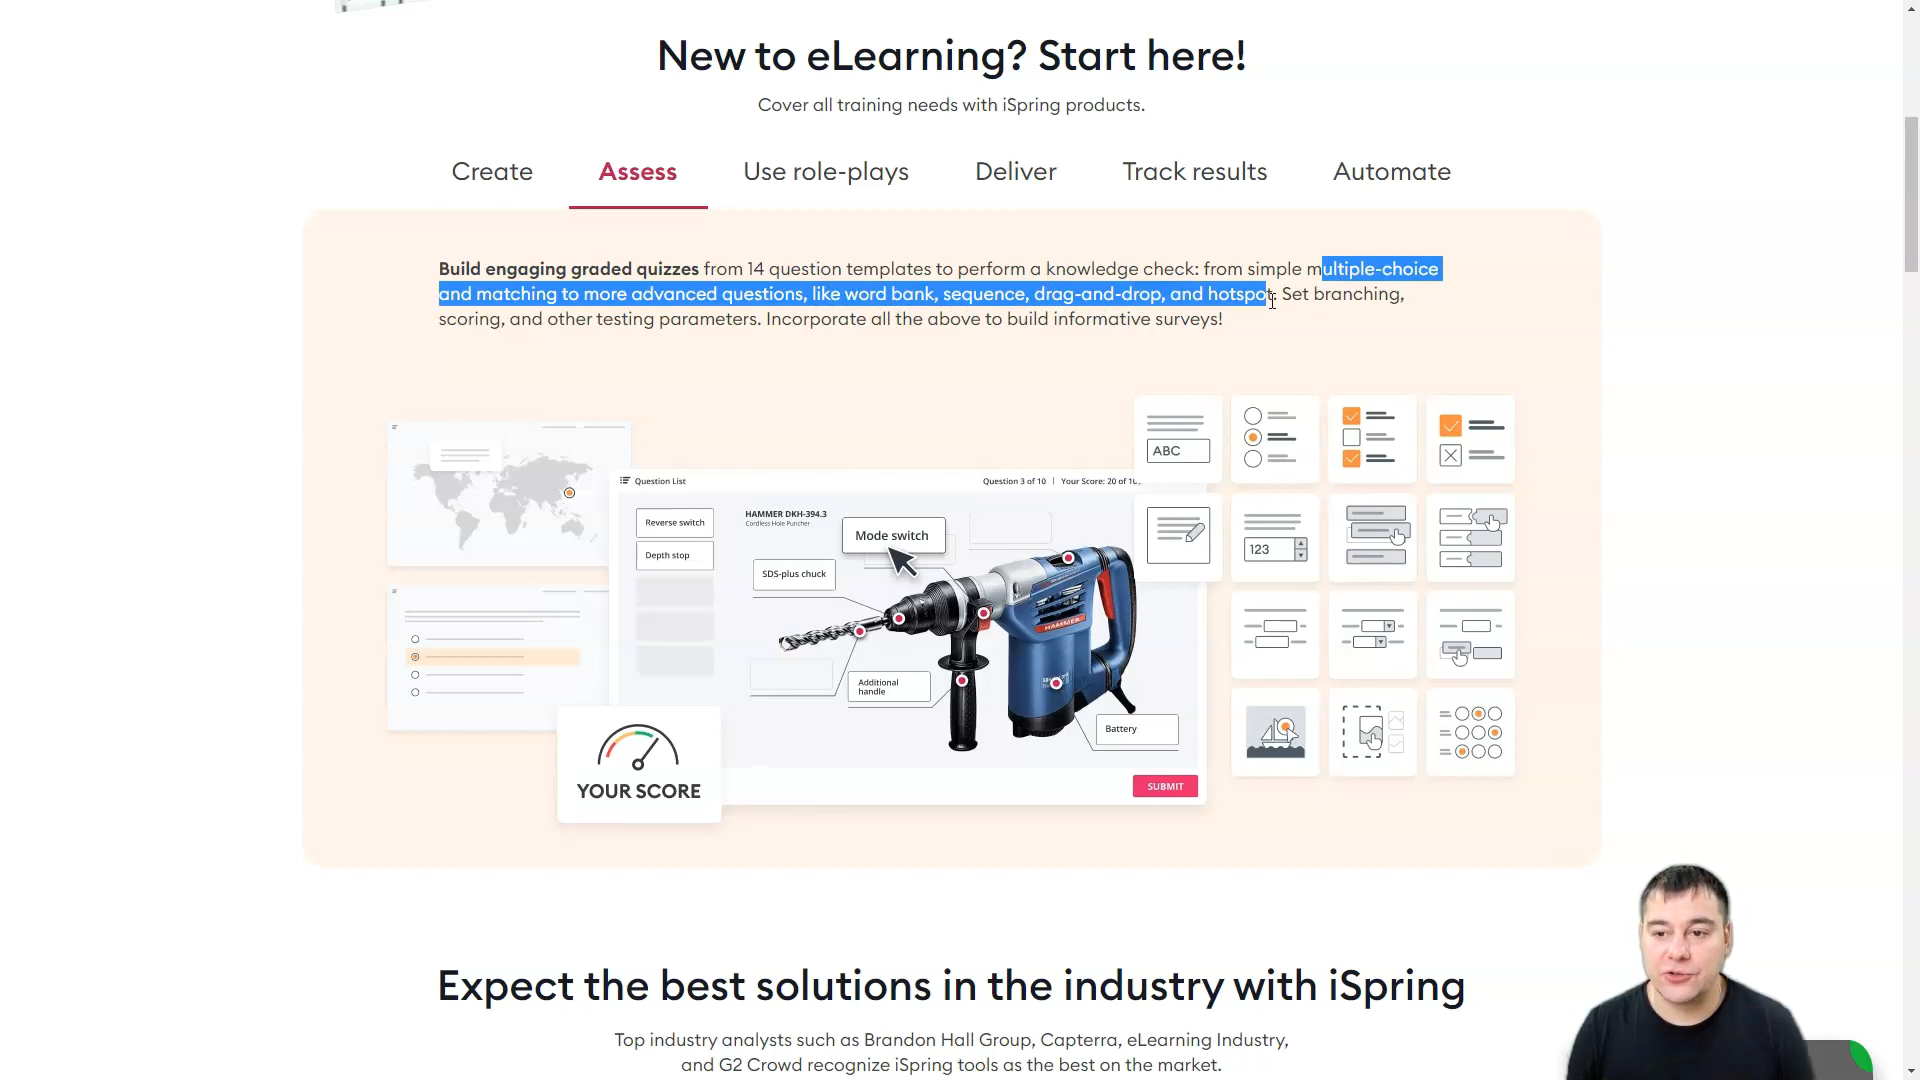 New to eLearning? Start here!
Cover all training needs with iSpring products.
Create Assess Use role-plays Deliver Track results Automate
Build engaging graded quizzes from 14 question templates to perform a knowledge check: from simple multiple-choice
and matching to more advanced questions, like word bank, sequence, drag-and-drop, and hotspot. Set branching,
scoring, and other testing parameters. Incorporate all the above to build informative surveys!
Question List
Question 3 of 10 | Your Score: 20 of
ABC
Reverse switch
Depth stop
HAMMER DKH-394.3
Cordless Hole Puncher
Mode switch
SDS-plus chuck
123
HAMMER
Additional
handle
Battery
SUBMIT
YOUR SCORE
Expect the best solutions in the industry with iSpring
Top industry analysts such as Brandon Hall Group, Capterra, eLearning Industry,
and G2 Crowd recognize iSpring tools as the best on the market.